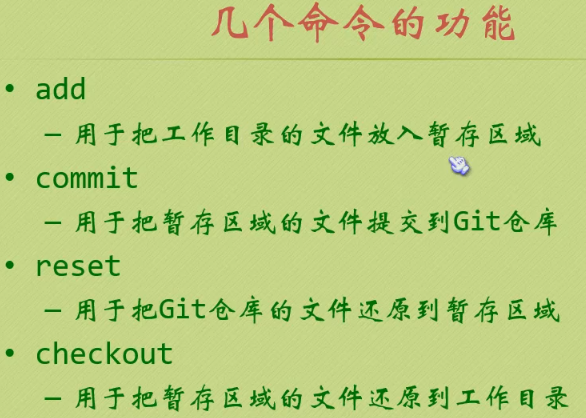 几个命令的功能
• add
– 用于把工作目录的文件放入暂存区域
• commit
– 用于把暂存区域的文件提交到Git仓库
• reset
– 用于把Git仓库的文件还原到暂存区域
• checkout
– 用于把暂存区域的文件还原到工作目录